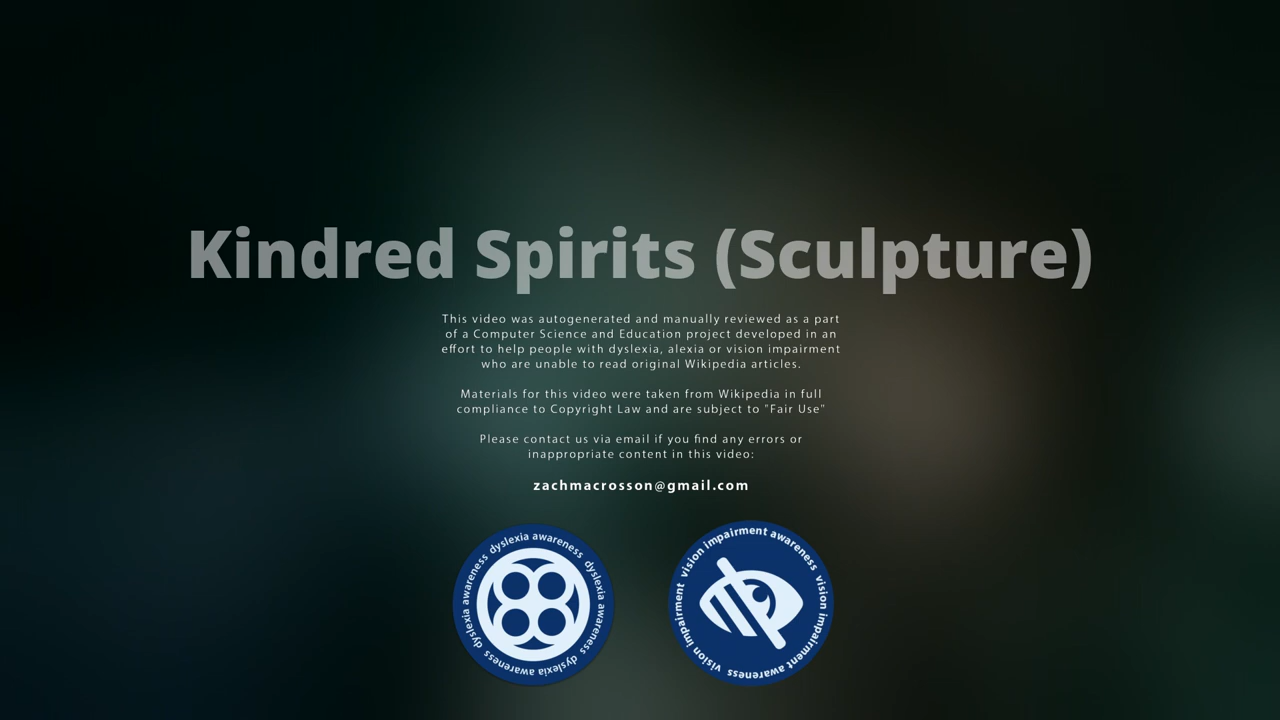 Kindred Spirits (Sculpture)
This video was autogenerated and manually reviewed as a part
of a Computer Science and Education project developed in an
effort to help people with dyslexia, alexia or vision impairment
who are unable to read original Wikipedia articles.
Materials for this video were taken from Wikipedia in full
compliance to Copyright Law and are subject to "Fair Use"
Please contact us via email if you find any errors or
inappropriate content in this video:
zachmacrosson@gmail.com
dyslexia awareness dyslexia awareness dyslexia awareness dyslexia awareness
vision impairment awareness vision impairment awareness vision impairment